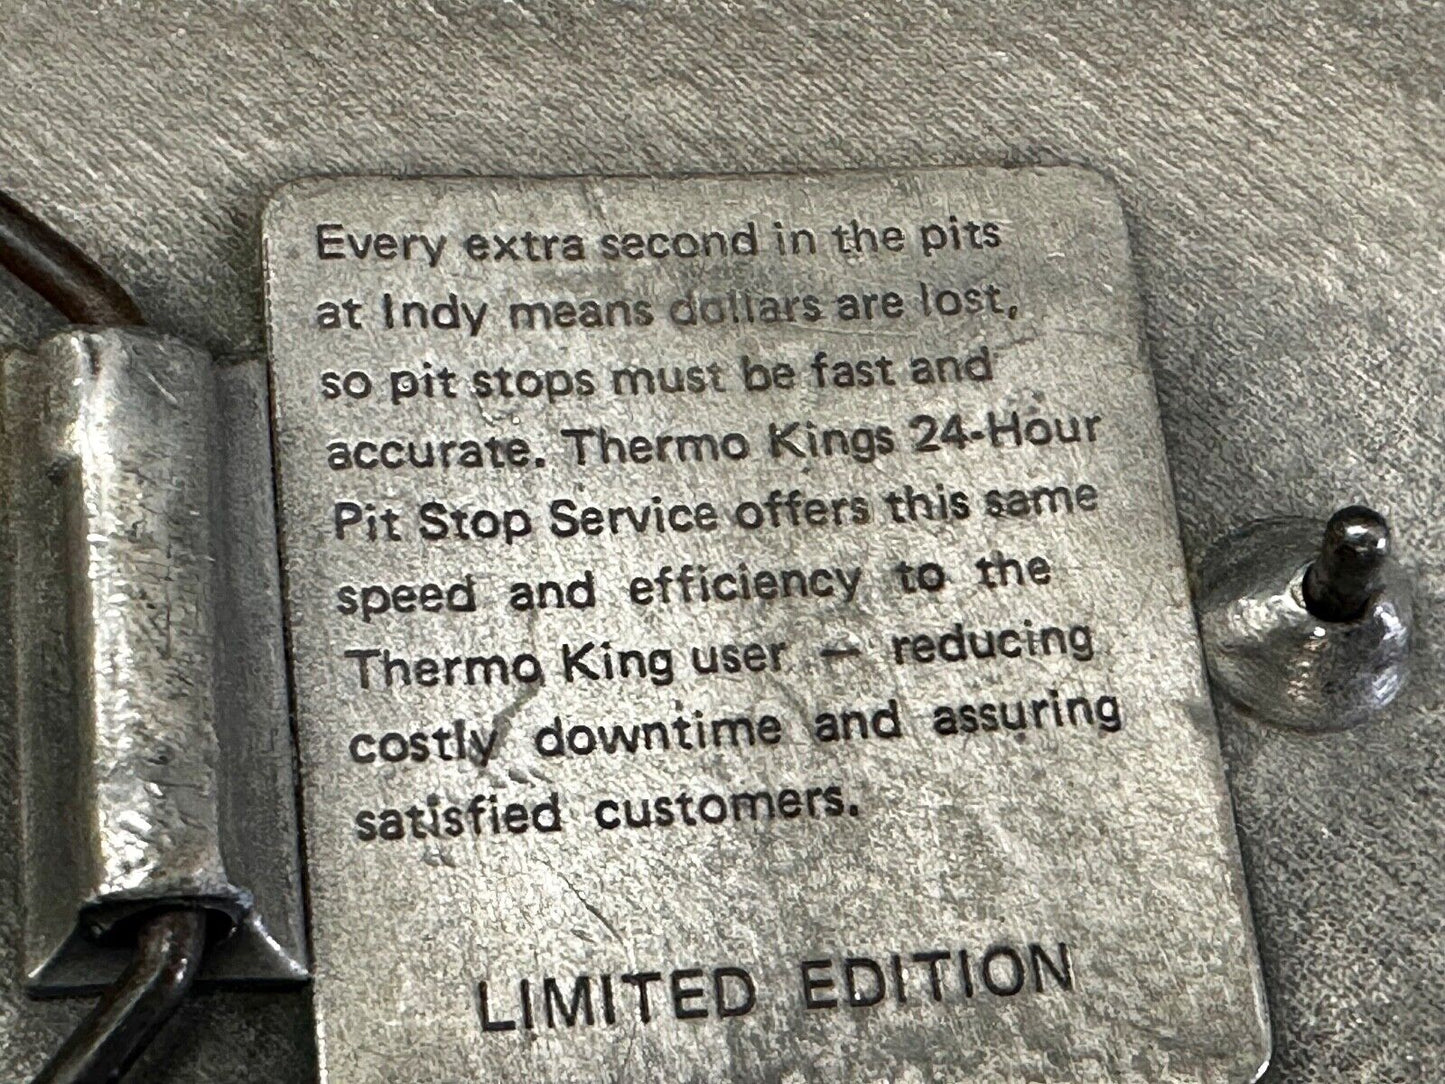 Every extra second in the pits
at Indy means dollars are lost,
so pit stops must be fast and
accurate. Thermo Kings 24-Hour
Pit Stop Service offers this same
speed and efficiency to the
Thermo King user — reducing
costly downtime and assuring
satisfied customers.
LIMITED EDITION